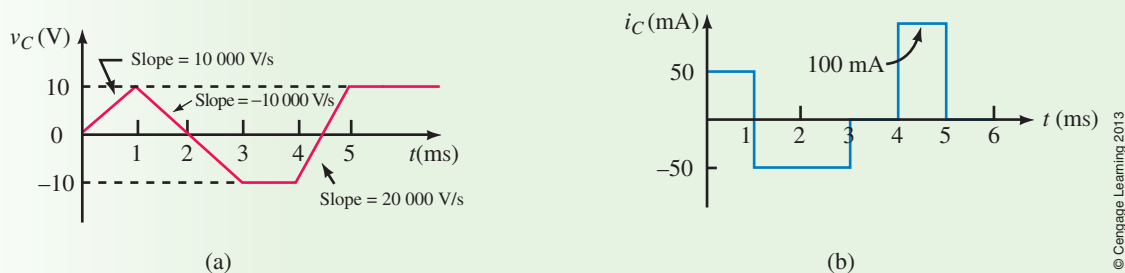 v_C (V)
Slope = 10 000 V/s
10
Slope = −10 000 V/s
0
1 2 3 4 5 t(ms)
−10
Slope = 20 000 V/s
(a)
i_C (mA)
50
100 mA
1 2 3 4 5 6 t (ms)
−50
(b)
© Cengage Learning 2013